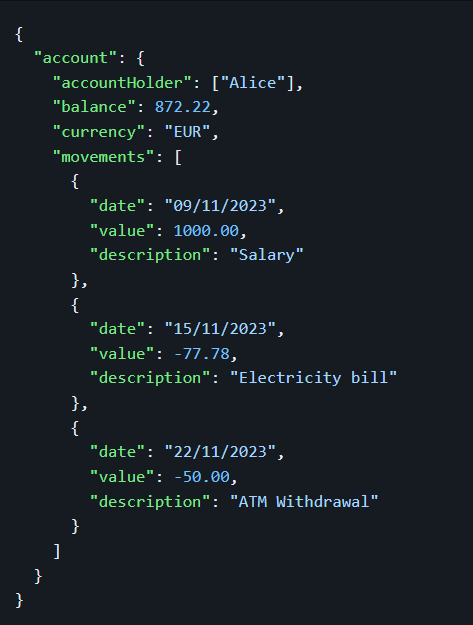 {
  "account": {
    "accountHolder": ["Alice"],
    "balance": 872.22,
    "currency": "EUR",
    "movements": [
      {
        "date": "09/11/2023",
        "value": 1000.00,
        "description": "Salary"
      },
      {
        "date": "15/11/2023",
        "value": -77.78,
        "description": "Electricity bill"
      },
      {
        "date": "22/11/2023",
        "value": -50.00,
        "description": "ATM Withdrawal"
      }
    ]
  }
}